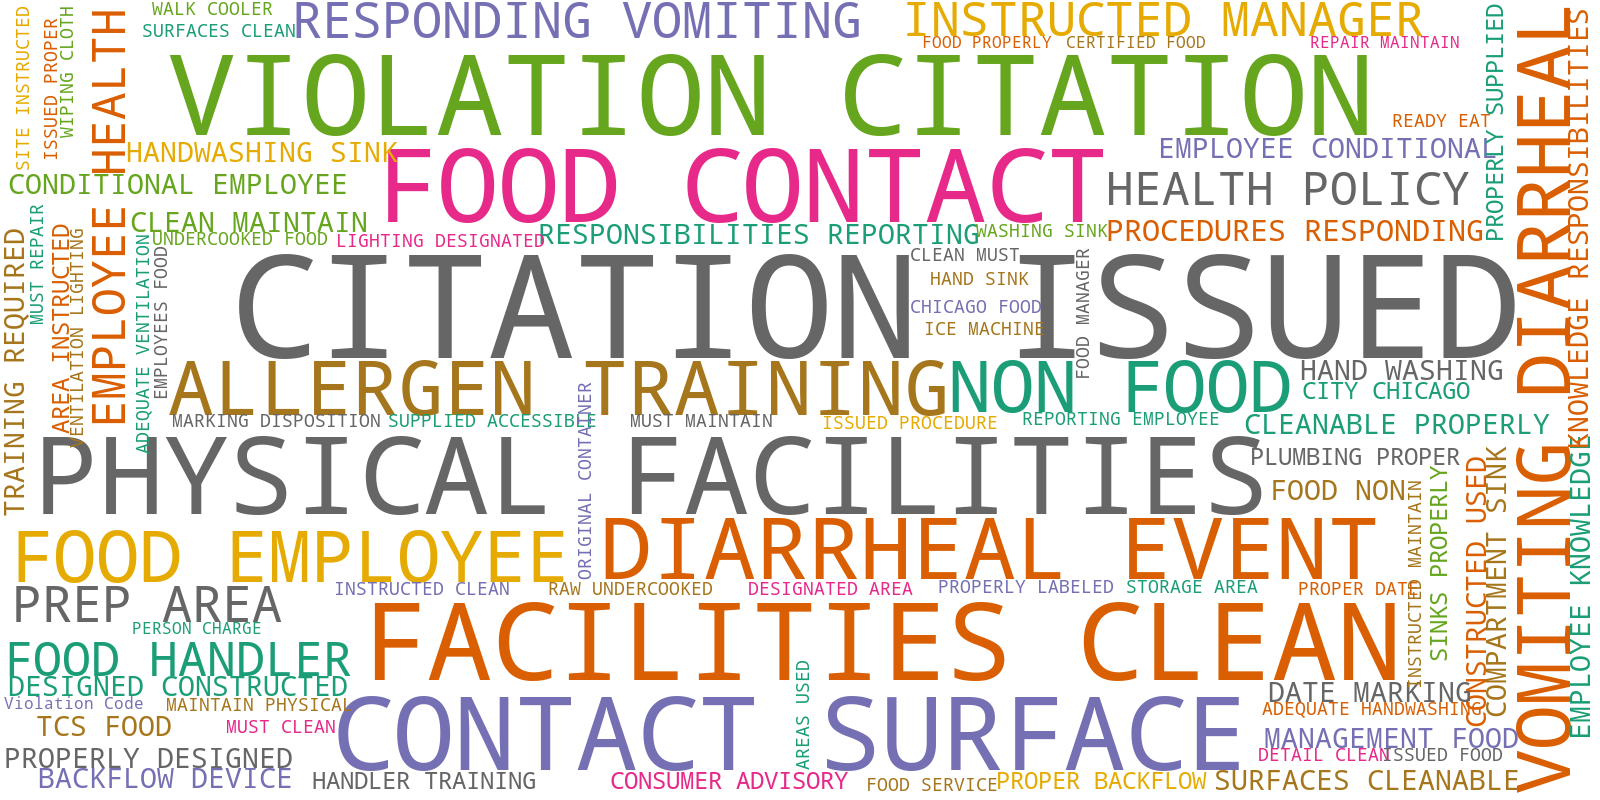 WALK COOLER
SURFACES CLEAN
RESPONDING VOMITING
INSTRUCTED MANAGER
FOOD PROPERLY
CERTIFIED FOOD
REPAIR MAINTAIN
SITE INSTRUCTED
ISSUED PROPER
WIPING CLOTH
EMPLOYEE HEALTH
VIOLATION CITATION
PROPERLY SUPPLIED
VOMITING DIARRHEAL
KNOWLEDGE RESPONSIBILITIES
READY EAT
HANDWASHING SINK
FOOD CONTACT
EMPLOYEE CONDITIONAL
CONDITIONAL EMPLOYEE
HEALTH POLICY
CLEAN MAINTAIN
UNDERCOOKED FOOD
LIGHTING DESIGNATED
RESPONSIBILITIES REPORTING
WASHING SINK
PROCEDURES RESPONDING
TRAINING REQUIRED
MUST REPAIR
AREA INSTRUCTED
VENTILATION LIGHTING
ADEQUATE VENTILATION
EMPLOYEES FOOD
CITATION ISSUED
CLEAN MUST
HAND SINK
CHICAGO FOOD
ICE MACHINE
FOOD MANAGER
ALLERGEN TRAINING
NON FOOD
HAND WASHING
CITY CHICAGO
MARKING DISPOSITION
SUPPLIED ACCESSIBLE
MUST MAINTAIN
ISSUED PROCEDURE
REPORTING EMPLOYEE
CLEANABLE PROPERLY
ORIGINAL CONTAINER
PHYSICAL FACILITIES
PLUMBING PROPER
FOOD NON
INSTRUCTED MAINTAIN
SINKS PROPERLY
CONSTRUCTED USED
COMPARTMENT SINK
EMPLOYEE KNOWLEDGE
FOOD EMPLOYEE
DIARRHEAL EVENT
INSTRUCTED CLEAN
RAW UNDERCOOKED
DESIGNATED AREA
PROPERLY LABELED
STORAGE AREA
PROPER DATE
PREP AREA
PERSON CHARGE
FACILITIES CLEAN
FOOD HANDLER
DESIGNED CONSTRUCTED
Violation Code
MAINTAIN PHYSICAL
AREAS USED
DATE MARKING
ADEQUATE HANDWASHING
TCS FOOD
MUST CLEAN
CONTACT SURFACE
MANAGEMENT FOOD
PROPERLY DESIGNED
DETAIL CLEAN
ISSUED FOOD
BACKFLOW DEVICE
HANDLER TRAINING
CONSUMER ADVISORY
FOOD SERVICE
PROPER BACKFLOW
SURFACES CLEANABLE